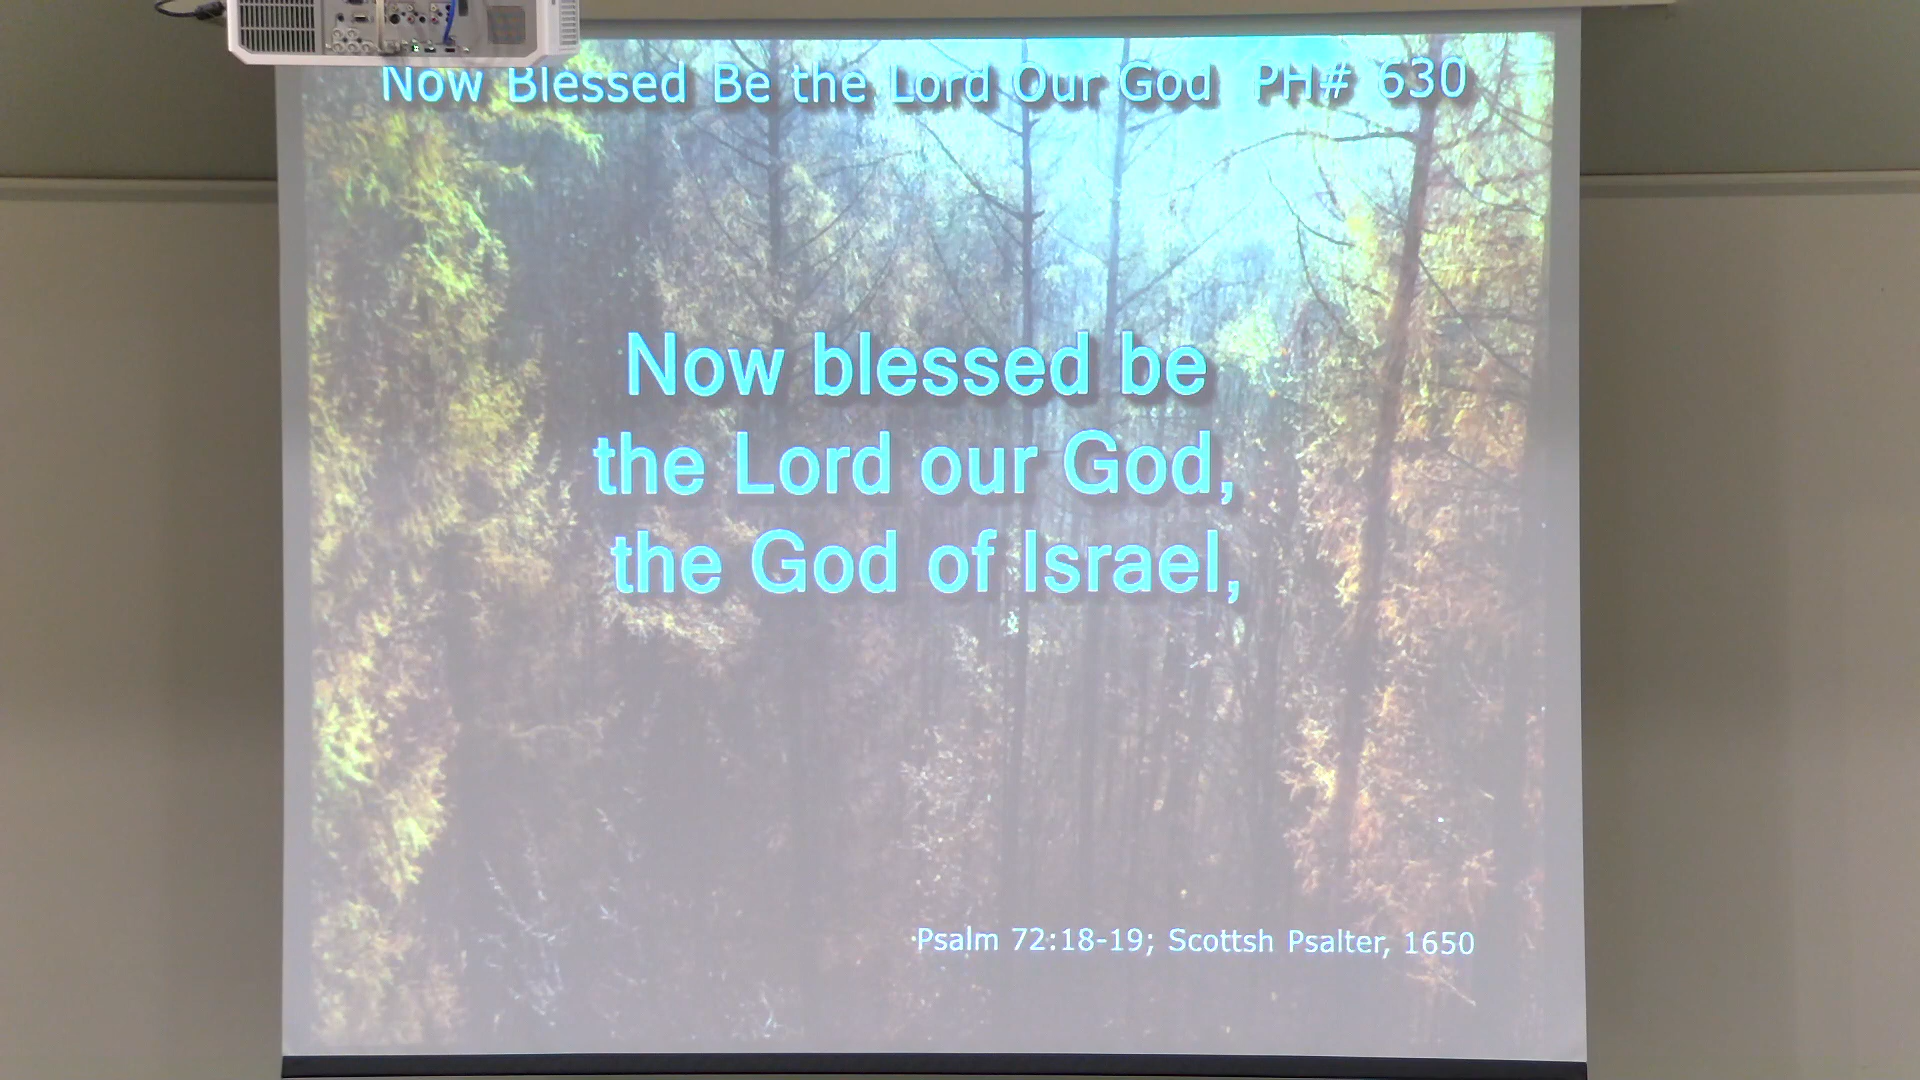 Now Blessed Be the Lord Our God PH# 630
Now blessed be
the Lord our God,
the God of Israel,
Psalm 72:18-19; Scottsh Psalter, 1650